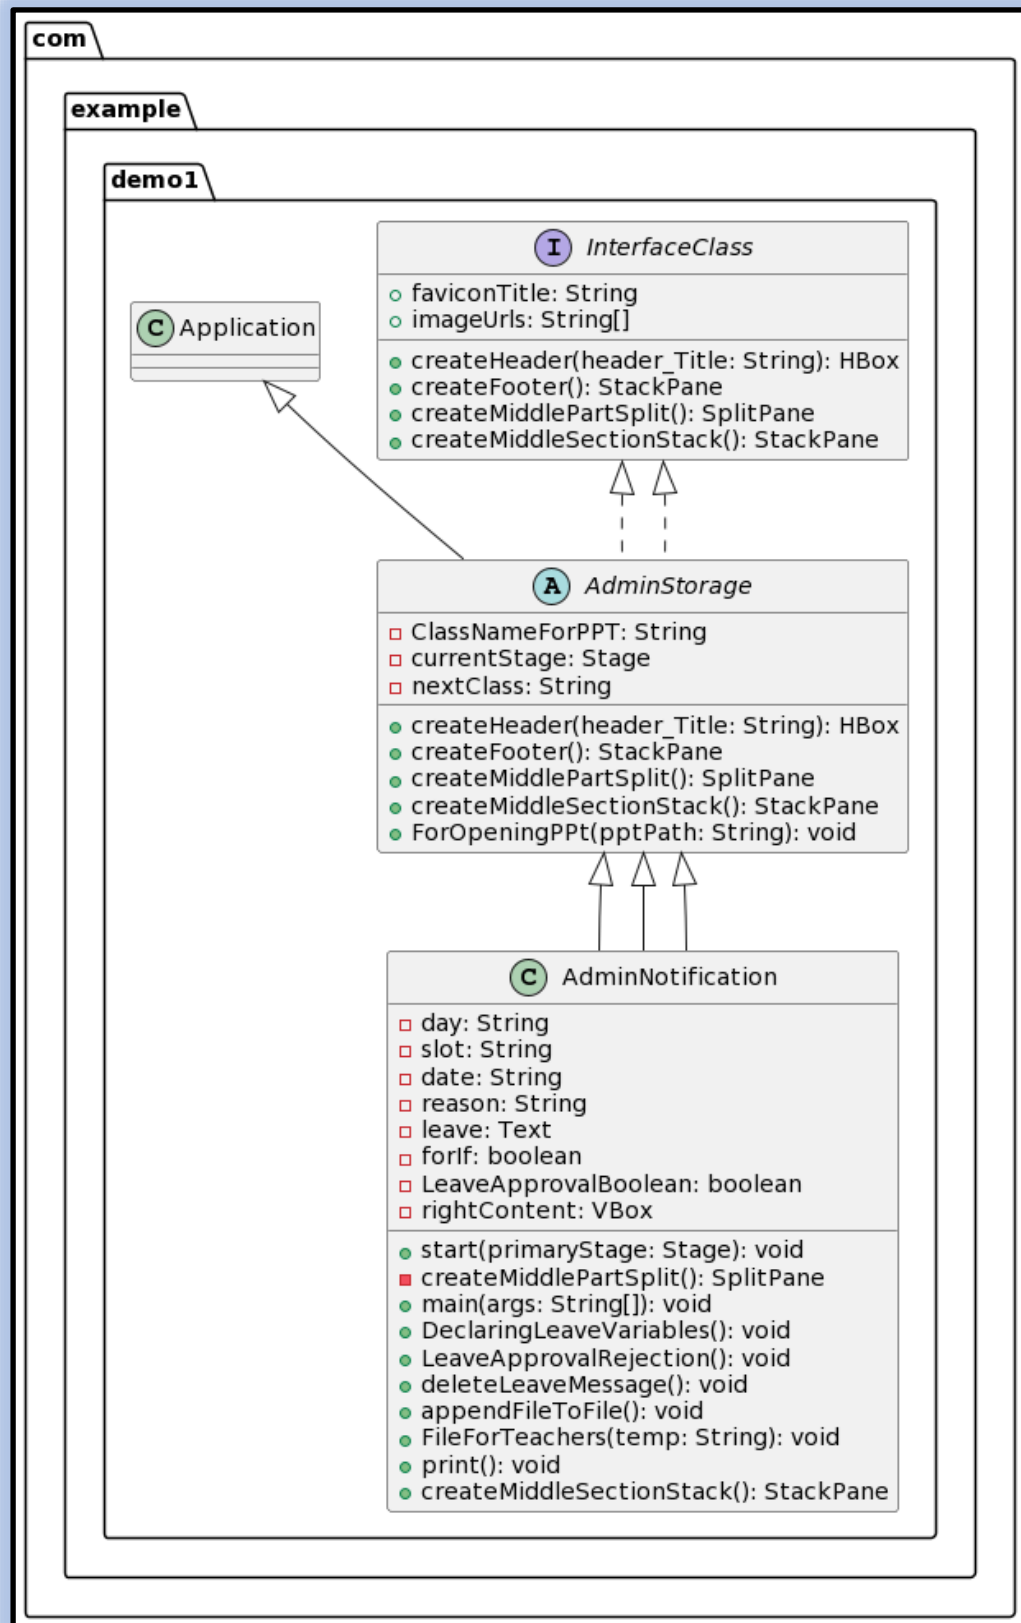 com
example
demo1
I InterfaceClass
faviconTitle: String
imageUrls: String[]
createHeader(header_Title: String): HBox
createFooter(): StackPane
createMiddlePartSplit(): SplitPane
createMiddleSectionStack(): StackPane
C Application
A AdminStorage
ClassNameForPPT: String
currentStage: Stage
nextClass: String
createHeader(header_Title: String): HBox
createFooter(): StackPane
createMiddlePartSplit(): SplitPane
createMiddleSectionStack(): StackPane
ForOpeningPPt(pptPath: String): void
C AdminNotification
day: String
slot: String
date: String
reason: String
leave: Text
forIf: boolean
LeaveApprovalBoolean: boolean
rightContent: VBox
start(primaryStage: Stage): void
createMiddlePartSplit(): SplitPane
main(args: String[]): void
DeclaringLeaveVariables(): void
LeaveApprovalRejection(): void
deleteLeaveMessage(): void
appendFileToFile(): void
FileForTeachers(temp: String): void
print(): void
createMiddleSectionStack(): StackPane